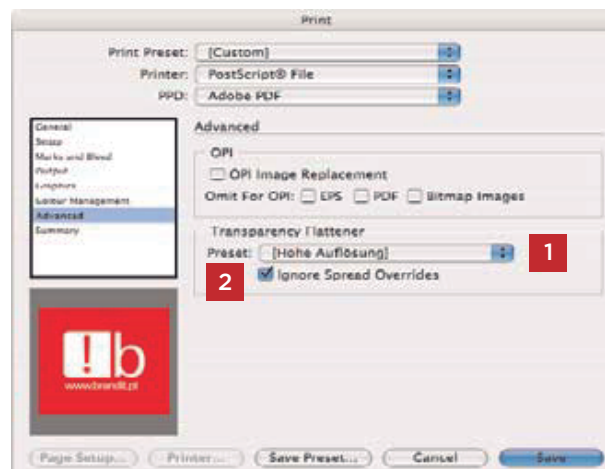 Print
Print Preset: [Custom]
Printer: PostScript® File
PPD: Adobe PDF
General
Setup
Marks and Bleed
Output
Graphics
Colour Management
Advanced
Summary
Advanced
OPI
OPI Image Replacement
Omit For OPI: EPS PDF Bitmap Images
Transparency Flattener
Preset: [Hohe Auflösung] 1
2 Ignore Spread Overrides
!b
www.brandit.pl
Page Setup... Printer... Save Preset... Cancel Save